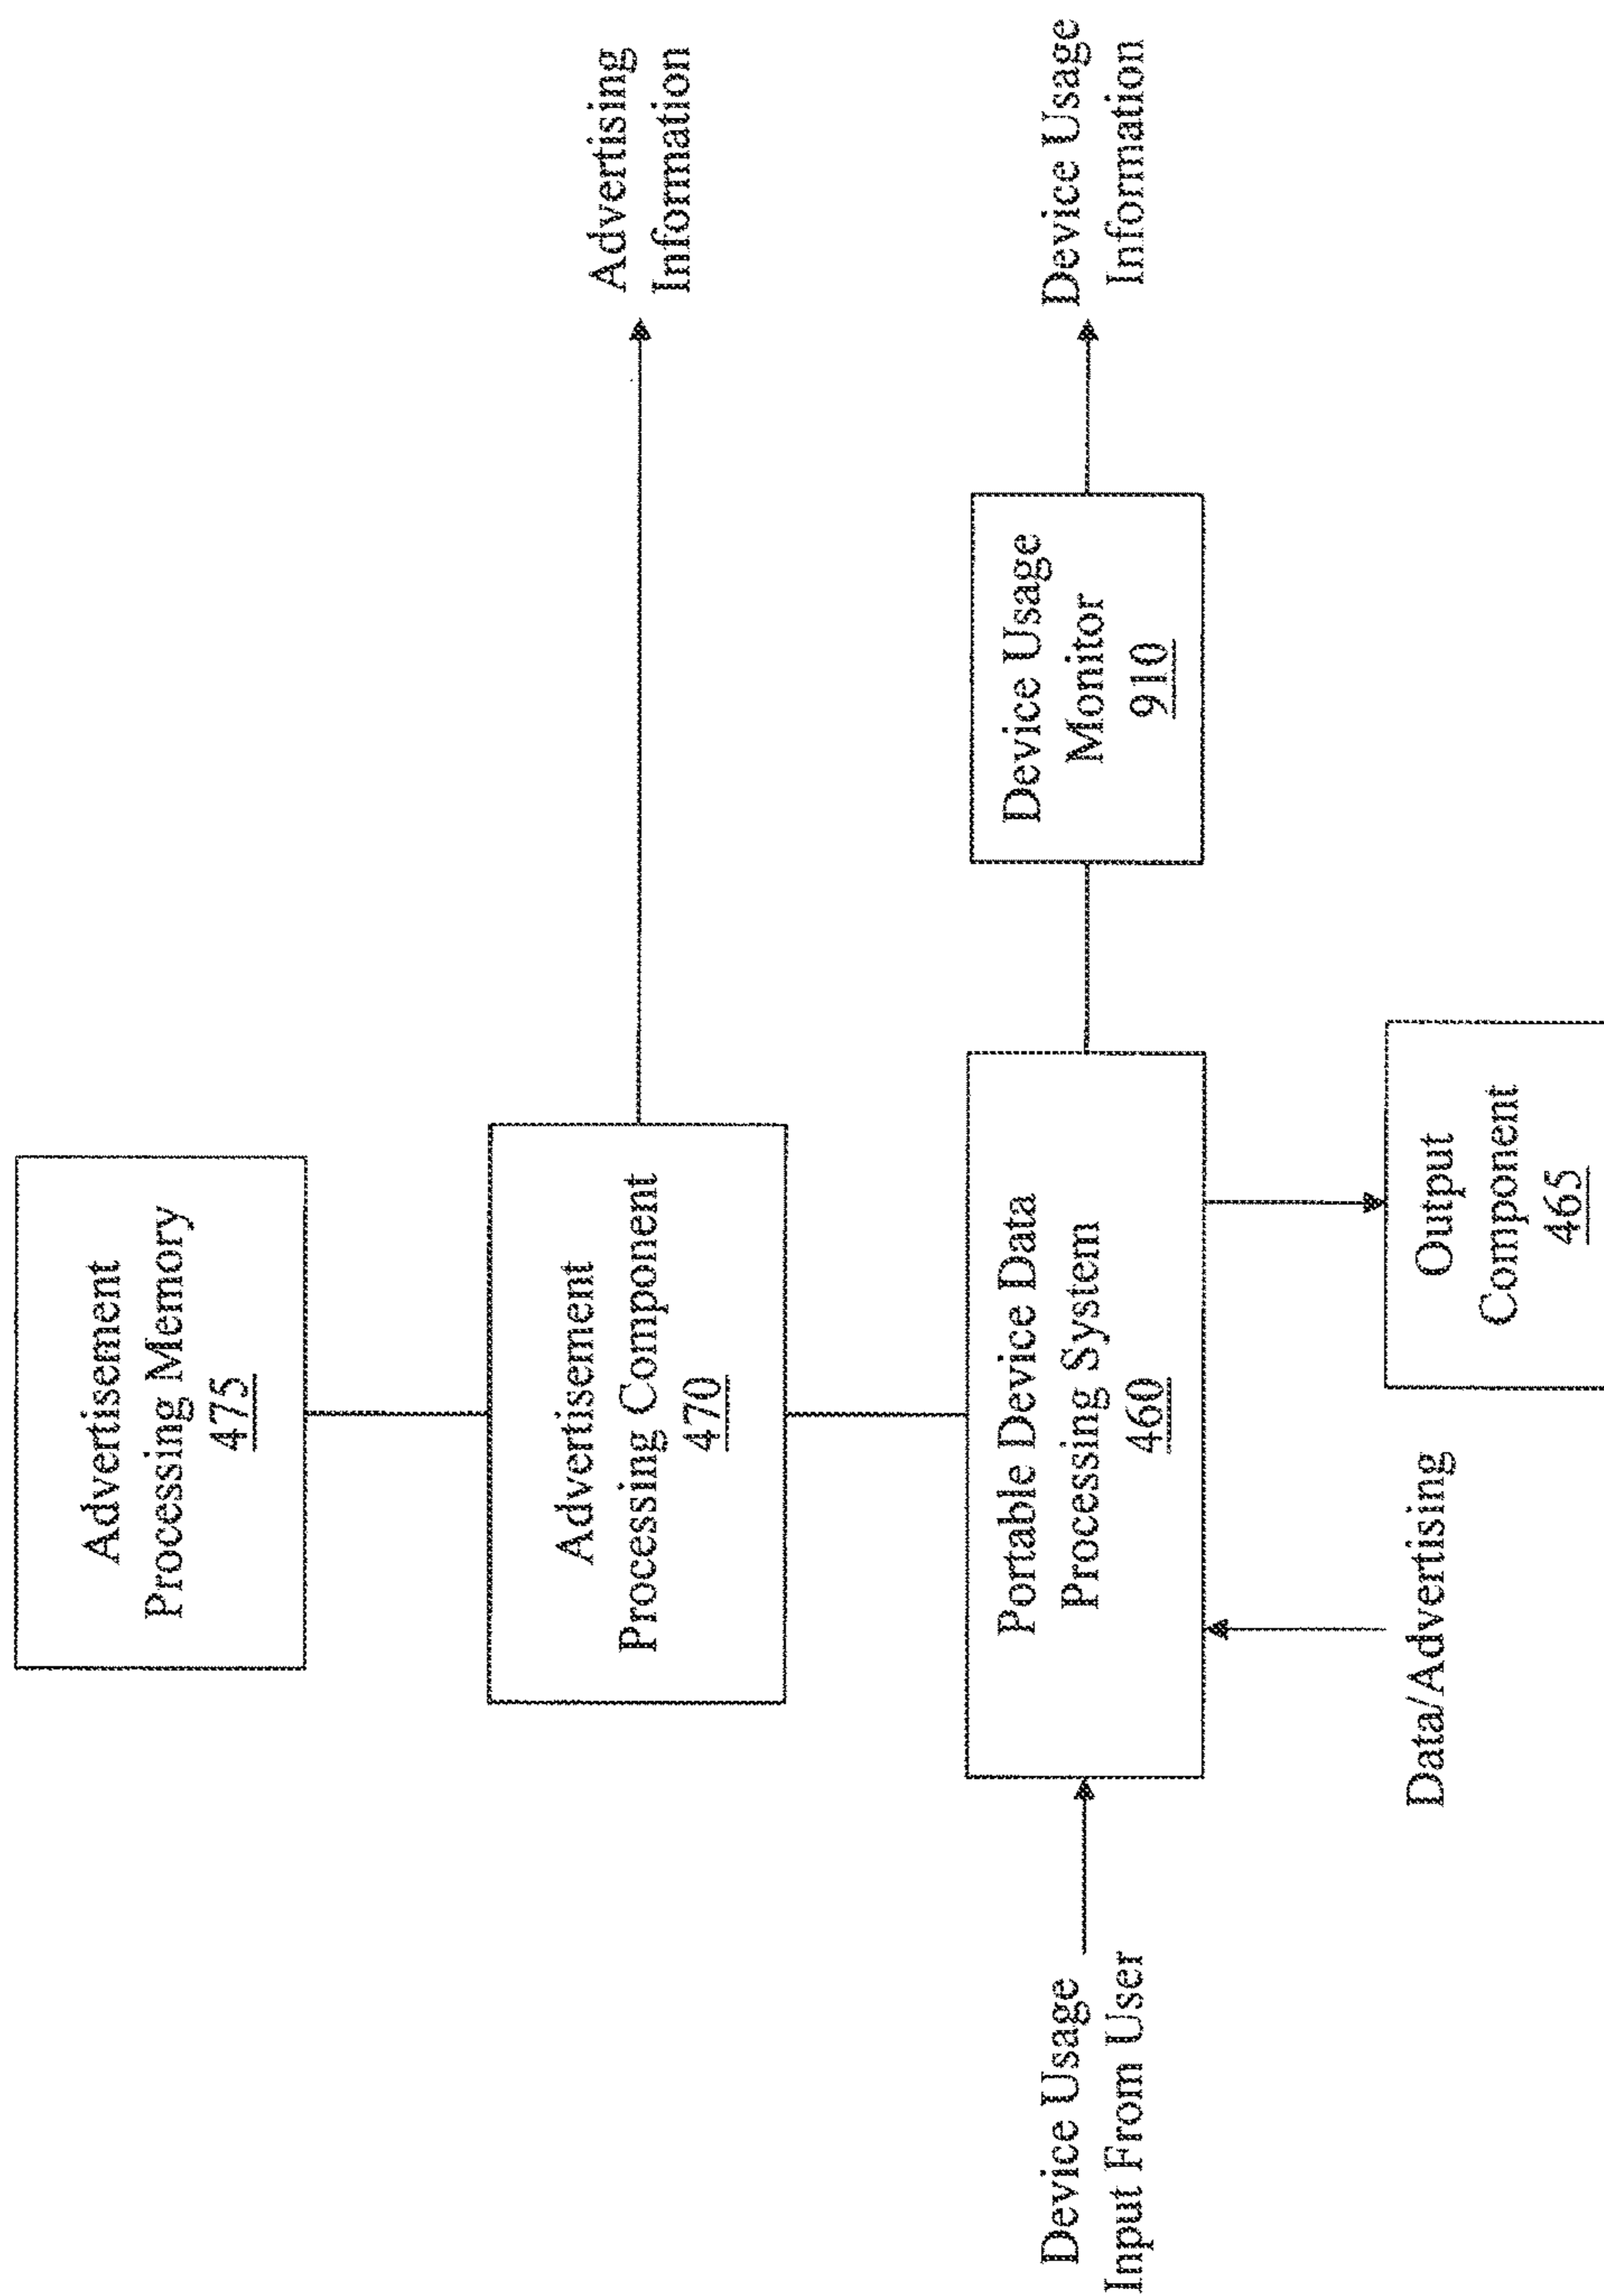 Advertisement
Processing Memory
475
Advertisement
Processing Component
470
Advertising
Information
Device Usage
Input From User
Portable Device Data
Processing System
460
Device Usage
Monitor
910
Device Usage
Information
Data/Advertising
Output
Component
465